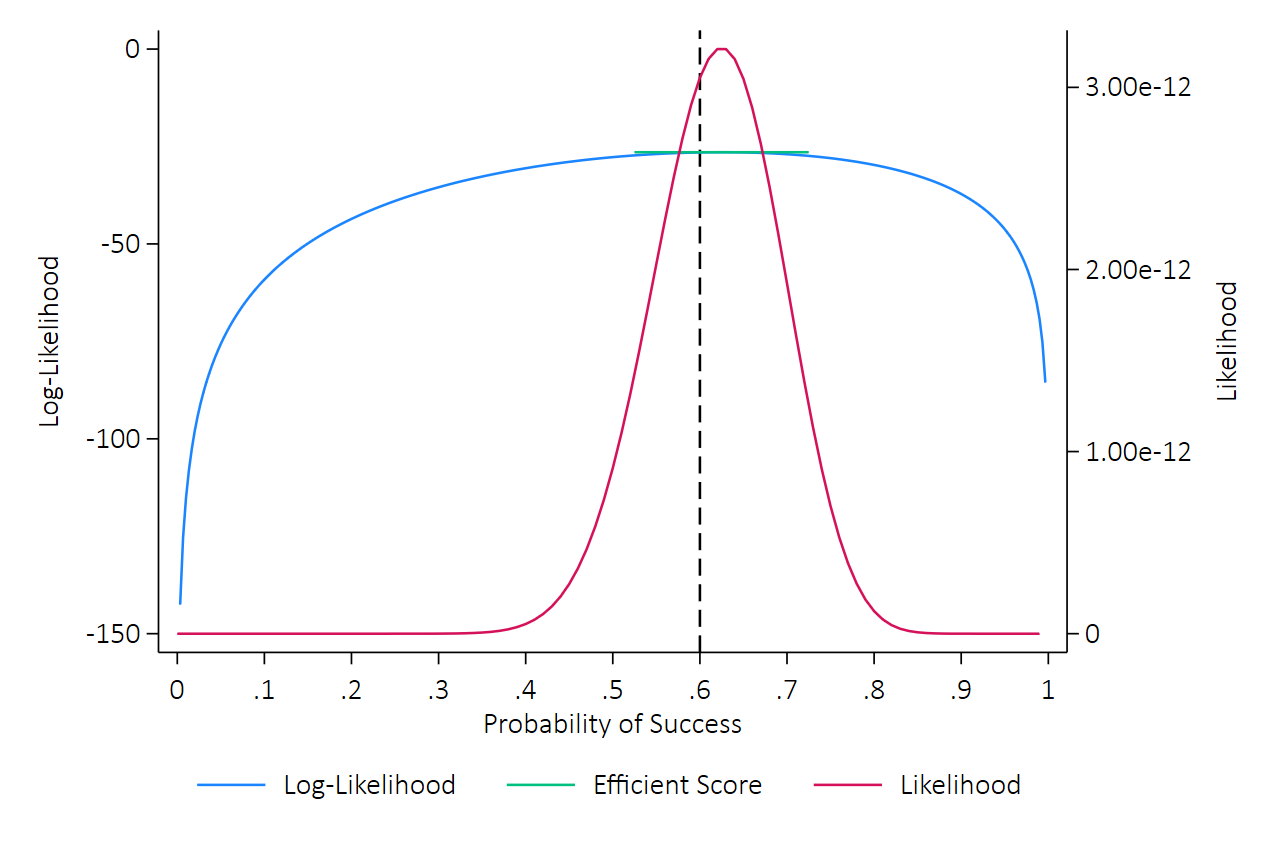 0
-50
-100
-150
Log-Likelihood
3.00e-12
2.00e-12
1.00e-12
0
Likelihood
0 .1 .2 .3 .4 .5 .6 .7 .8 .9 1
Probability of Success
Log-Likelihood Efficient Score Likelihood